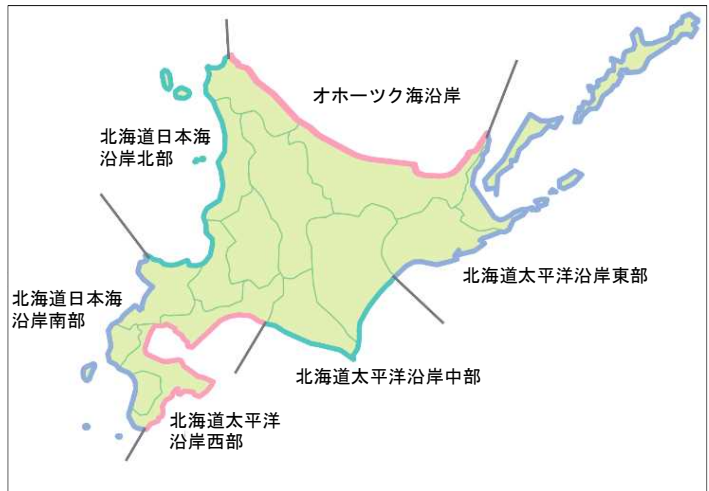 オホーツク海沿岸
北海道日本海
沿岸北部
北海道太平洋沿岸東部
北海道日本海
沿岸南部
北海道太平洋沿岸中部
北海道太平洋
沿岸西部